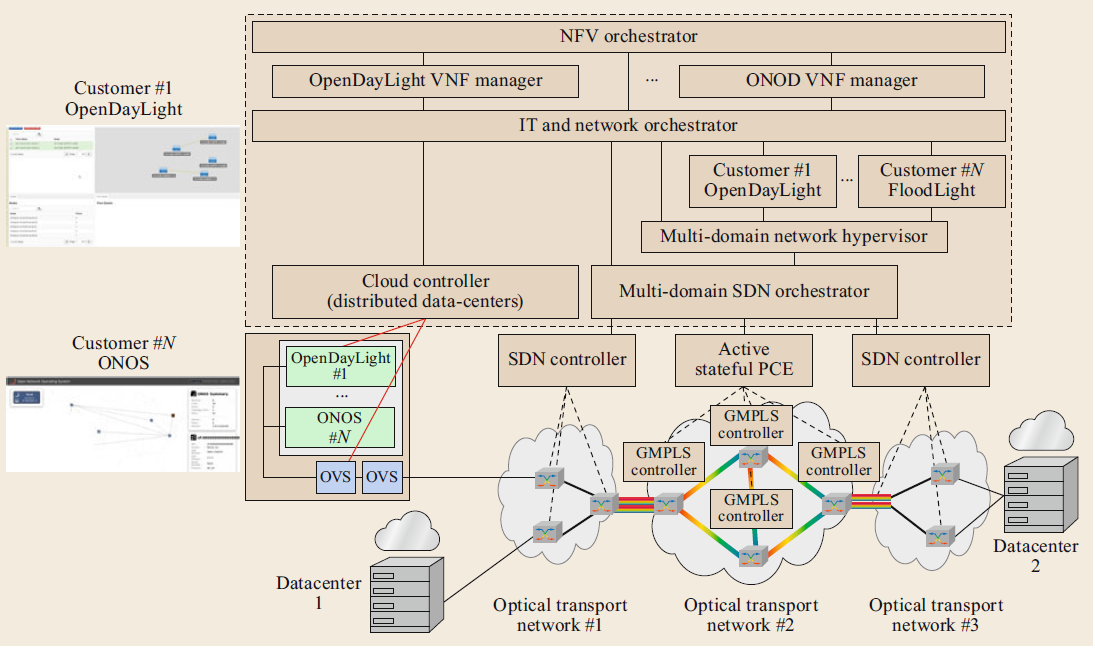 NFV orchestrator
OpenDayLight VNF manager
...
ONOD VNF manager
IT and network orchestrator
Customer #1
OpenDayLight
Customer #1
OpenDayLight
...
Customer #N
FloodLight
Multi-domain network hypervisor
Cloud controller
(distributed data-centers)
Multi-domain SDN orchestrator
Customer #N
ONOS
OpenDayLight
#1
...
ONOS
#N
OVS
OVS
SDN controller
Active
stateful PCE
SDN controller
GMPLS
controller
GMPLS
controller
GMPLS
controller
GMPLS
controller
Datacenter
1
Datacenter
2
Optical transport
network #1
Optical transport
network #2
Optical transport
network #3